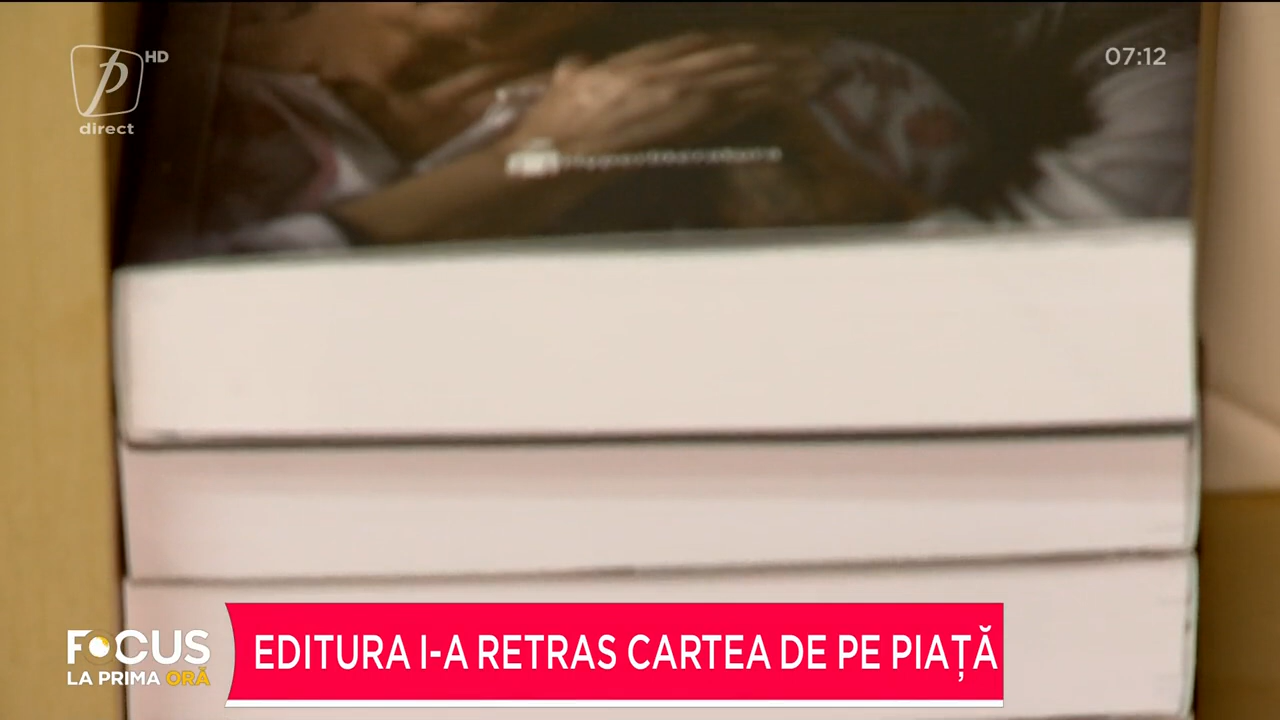 p HD
direct
07:12
FOCUS
LA PRIMA ORĂ
EDITURA I-A RETRAS CARTEA DE PE PIAȚĂ